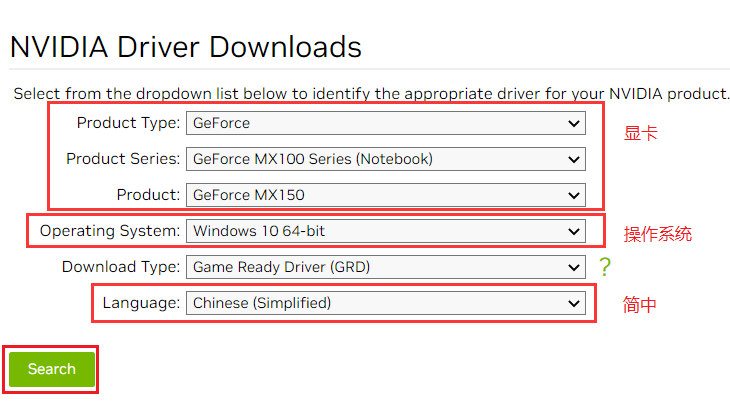 NVIDIA Driver Downloads
Select from the dropdown list below to identify the appropriate driver for your NVIDIA product.
Product Type: GeForce
显卡
Product Series: GeForce MX100 Series (Notebook)
Product: GeForce MX150
Operating System: Windows 10 64-bit
操作系统
Download Type: Game Ready Driver (GRD) ?
Language: Chinese (Simplified)
简中
Search